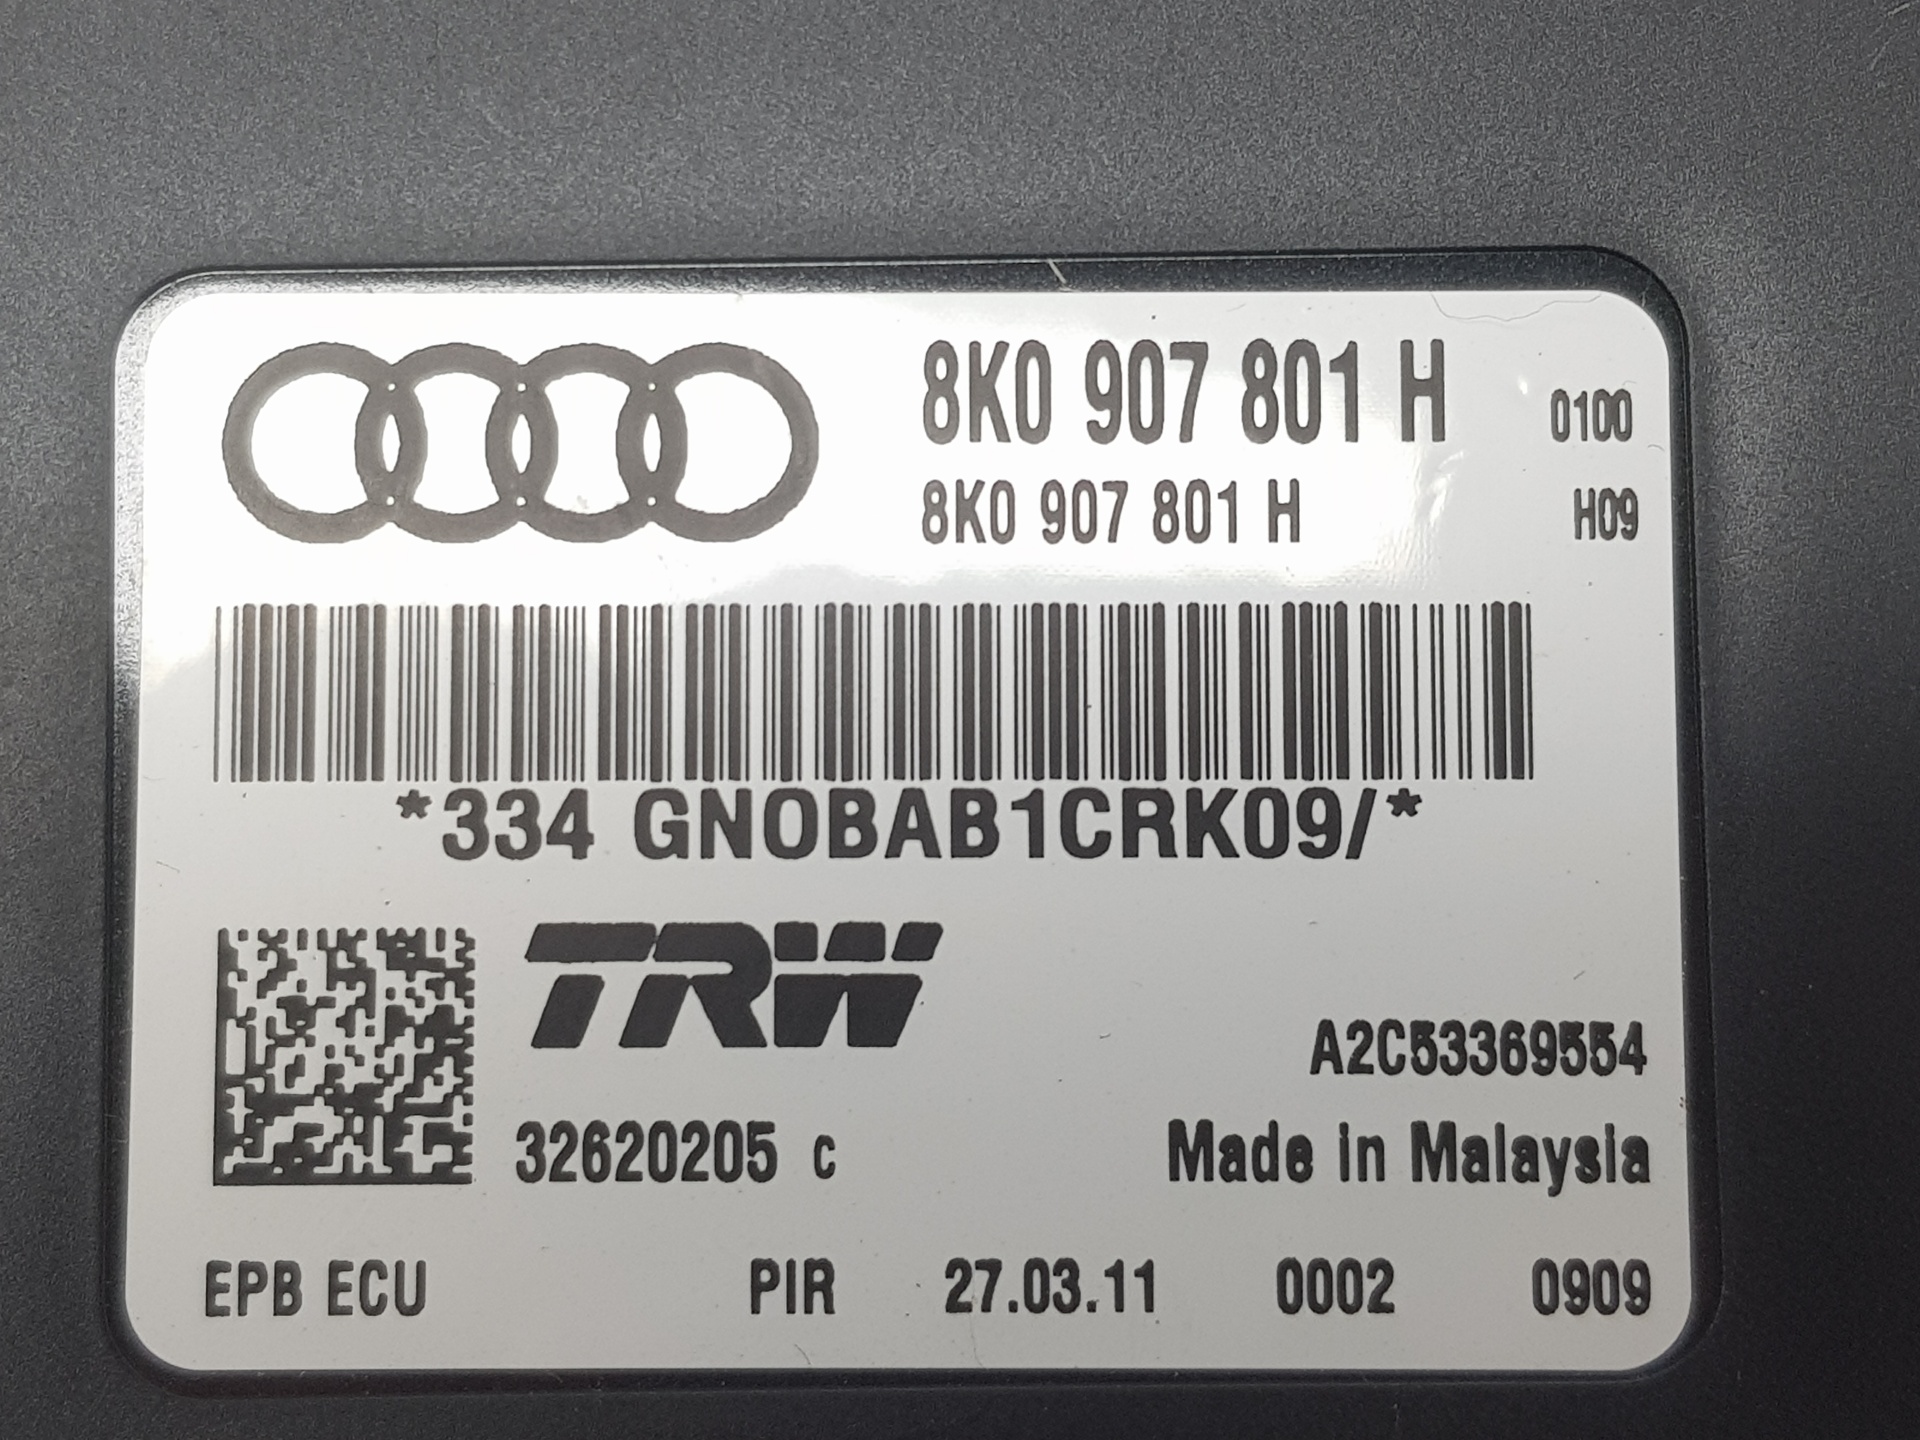 8K0 907 801 H 0100
8K0 907 801 H H09
*334 GN0BAB1CRK09/*
TRW
A2C53369554
32620205 c Made in Malaysia
EPB ECU PIR 27.03.11 0002 0909